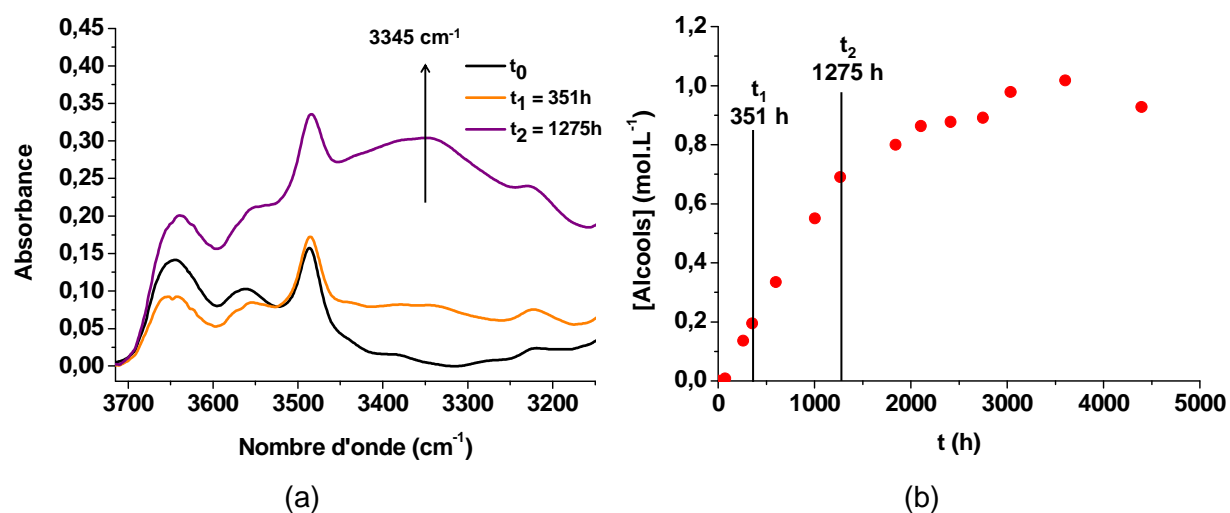 0,45
0,40
0,35
0,30
0,25
0,20
0,15
0,10
0,05
0,00
Absorbance
3345 cm⁻¹
t₀
t₁ = 351h
t₂ = 1275h
3700 3600 3500 3400 3300 3200
Nombre d'onde (cm⁻¹)
(a)
1,2
1,0
0,8
0,6
0,4
0,2
0,0
[Alcools] (mol.L⁻¹)
t₁
351 h
t₂
1275 h
0 1000 2000 3000 4000 5000
t (h)
(b)